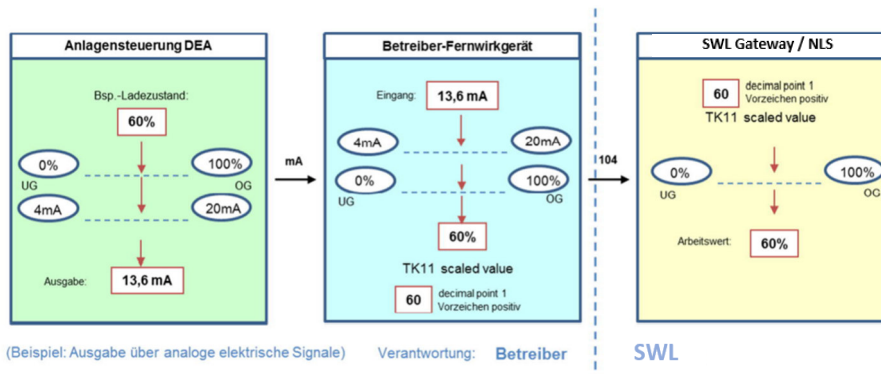 Anlagensteuerung DEA
Bsp.-Ladezustand:
60%
0%
100%
UG
OG
4mA
20mA
Ausgabe:
13,6 mA
mA
Betreiber-Fernwirkgerät
Eingang:
13,6 mA
4mA
20mA
0%
100%
UG
OG
60%
TK11 scaled value
60
decimal point 1
Vorzeichen positiv
104
SWL Gateway / NLS
60
decimal point 1
Vorzeichen positiv
TK11 scaled value
0%
100%
UG
OG
Arbeitswert:
60%
(Beispiel: Ausgabe über analoge elektrische Signale)
Verantwortung: Betreiber
SWL